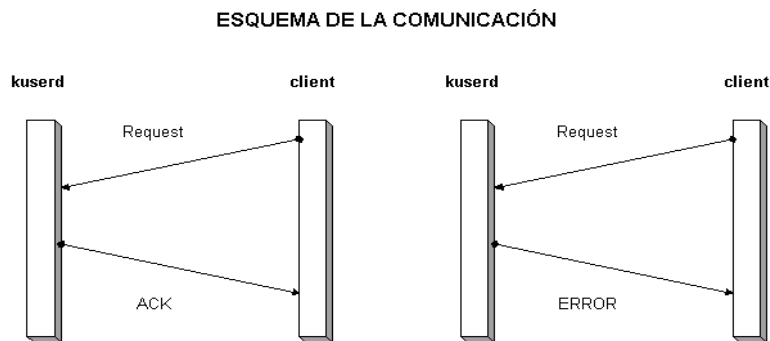 ESQUEMA DE LA COMUNICACIÓN
kuserd client kuserd client
Request Request
ACK ERROR